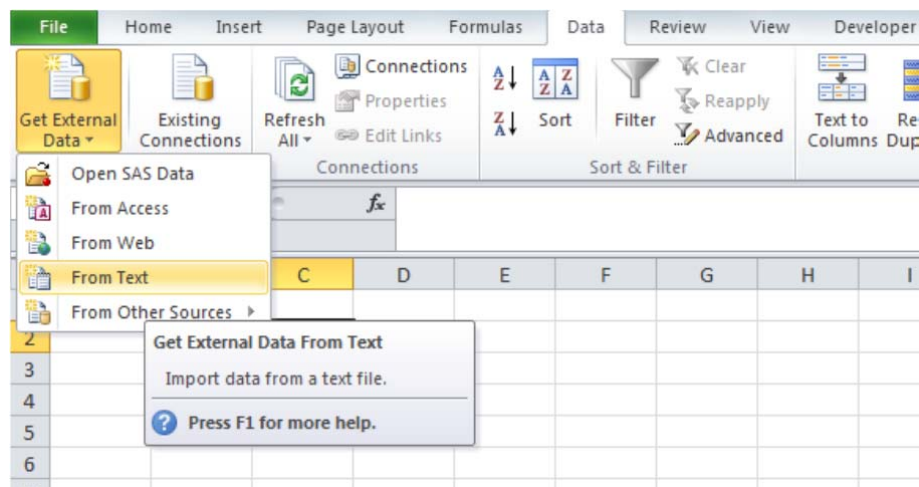 File Home Insert Page Layout Formulas Data Review View Developer
Get External Data
Existing Connections
Refresh All
Connections
Properties
Edit Links
Connections
A Z
Z A
A Z Z A
Sort
Filter
Clear
Reapply
Advanced
Sort & Filter
Text to Columns
Open SAS Data
From Access
From Web
From Text
From Other Sources
fx
C D E F G H I
Get External Data From Text
Import data from a text file.
? Press F1 for more help.
2
3
4
5
6